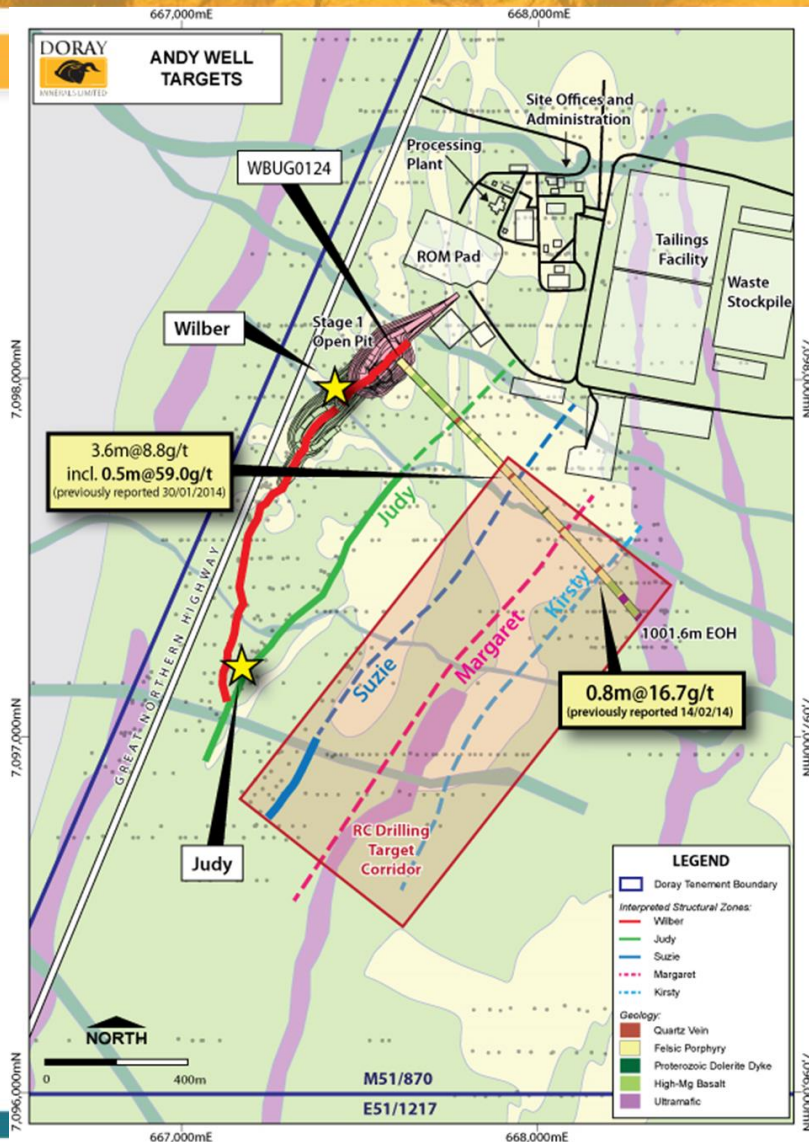 667,000mE
668,000mE
DORAY
MINERALS LIMITED
ANDY WELL
TARGETS
Site Offices and
Administration
Processing
Plant
WBUG0124
ROM Pad
Tailings
Facility
Waste
Stockpile
Wilber
Stage 1
Open Pit
7,098,000mN
3.6m@8.8g/t
incl. 0.5m@59.0g/t
(previously reported 30/01/2014)
Judy
Kirsty
Margaret
Suzie
1001.6m EOH
0.8m@16.7g/t
(previously reported 14/02/14)
GREAT NORTHERN HIGHWAY
7,097,000mN
RC Drilling
Target
Corridor
Judy
LEGEND
Doray Tenement Boundary
Interpreted Structural Zones:
Wilber
Judy
Suzie
Margaret
Kirsty
Geology:
Quartz Vein
Felsic Porphyry
Proterozoic Dolerite Dyke
High-Mg Basalt
Ultramafic
NORTH
0
400m
M51/870
E51/1217
7,096,000mN
667,000mE
668,000mE